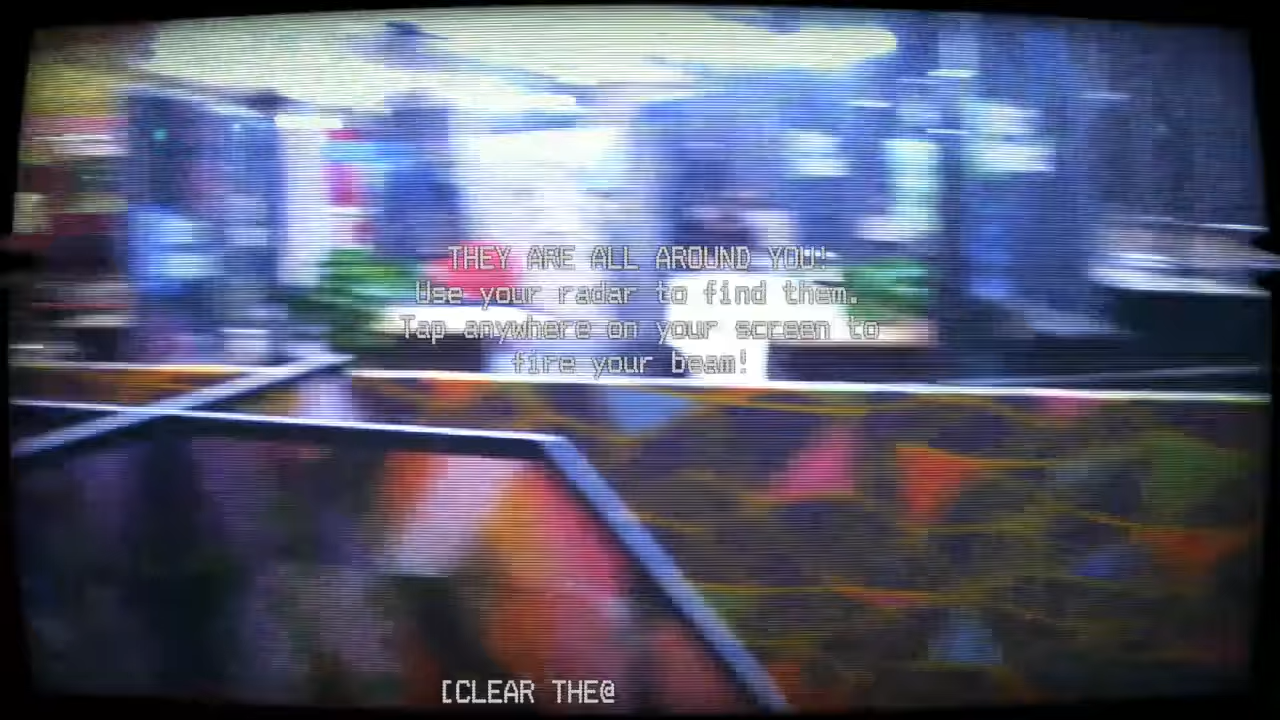 THEY ARE ALL AROUND YOU!
Use your radar to find them.
Tap anywhere on your screen to
fire your beam!
[CLEAR THE@